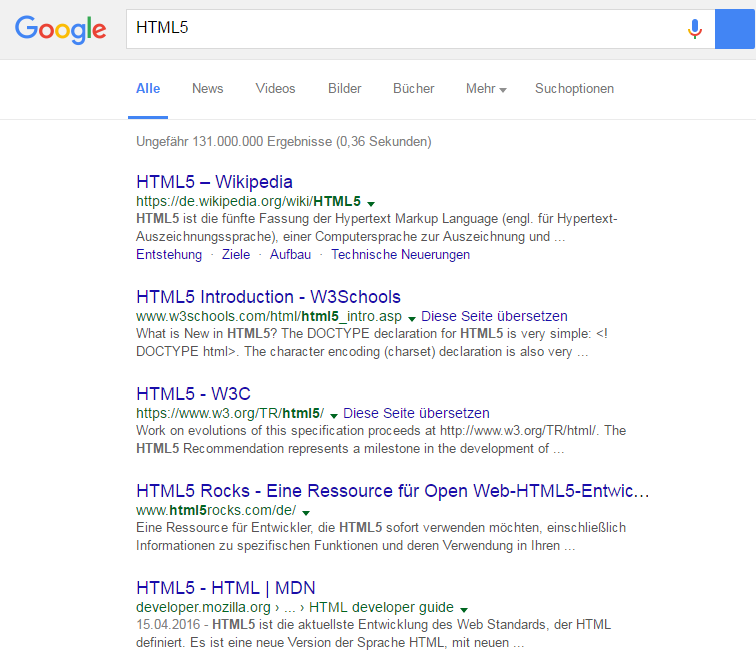 Google
HTML5
Alle News Videos Bilder Bücher Mehr Suchoptionen
Ungefähr 131.000.000 Ergebnisse (0,36 Sekunden)
HTML5 – Wikipedia
https://de.wikipedia.org/wiki/HTML5
HTML5 ist die fünfte Fassung der Hypertext Markup Language (engl. für Hypertext-
Auszeichnungssprache), einer Computersprache zur Auszeichnung und ...
Entstehung · Ziele · Aufbau · Technische Neuerungen
HTML5 Introduction - W3Schools
www.w3schools.com/html/html5_intro.asp Diese Seite übersetzen
What is New in HTML5? The DOCTYPE declaration for HTML5 is very simple: <!
DOCTYPE html>. The character encoding (charset) declaration is also very ...
HTML5 - W3C
https://www.w3.org/TR/html5/ Diese Seite übersetzen
Work on evolutions of this specification proceeds at http://www.w3.org/TR/html/. The
HTML5 Recommendation represents a milestone in the development of ...
HTML5 Rocks - Eine Ressource für Open Web-HTML5-Entwic...
www.html5rocks.com/de/
Eine Ressource für Entwickler, die HTML5 sofort verwenden möchten, einschließlich
Informationen zu spezifischen Funktionen und deren Verwendung in Ihren ...
HTML5 - HTML | MDN
developer.mozilla.org › ... › HTML developer guide
15.04.2016 - HTML5 ist die aktuellste Entwicklung des Web Standards, der HTML
definiert. Es ist eine neue Version der Sprache HTML, mit neuen ...